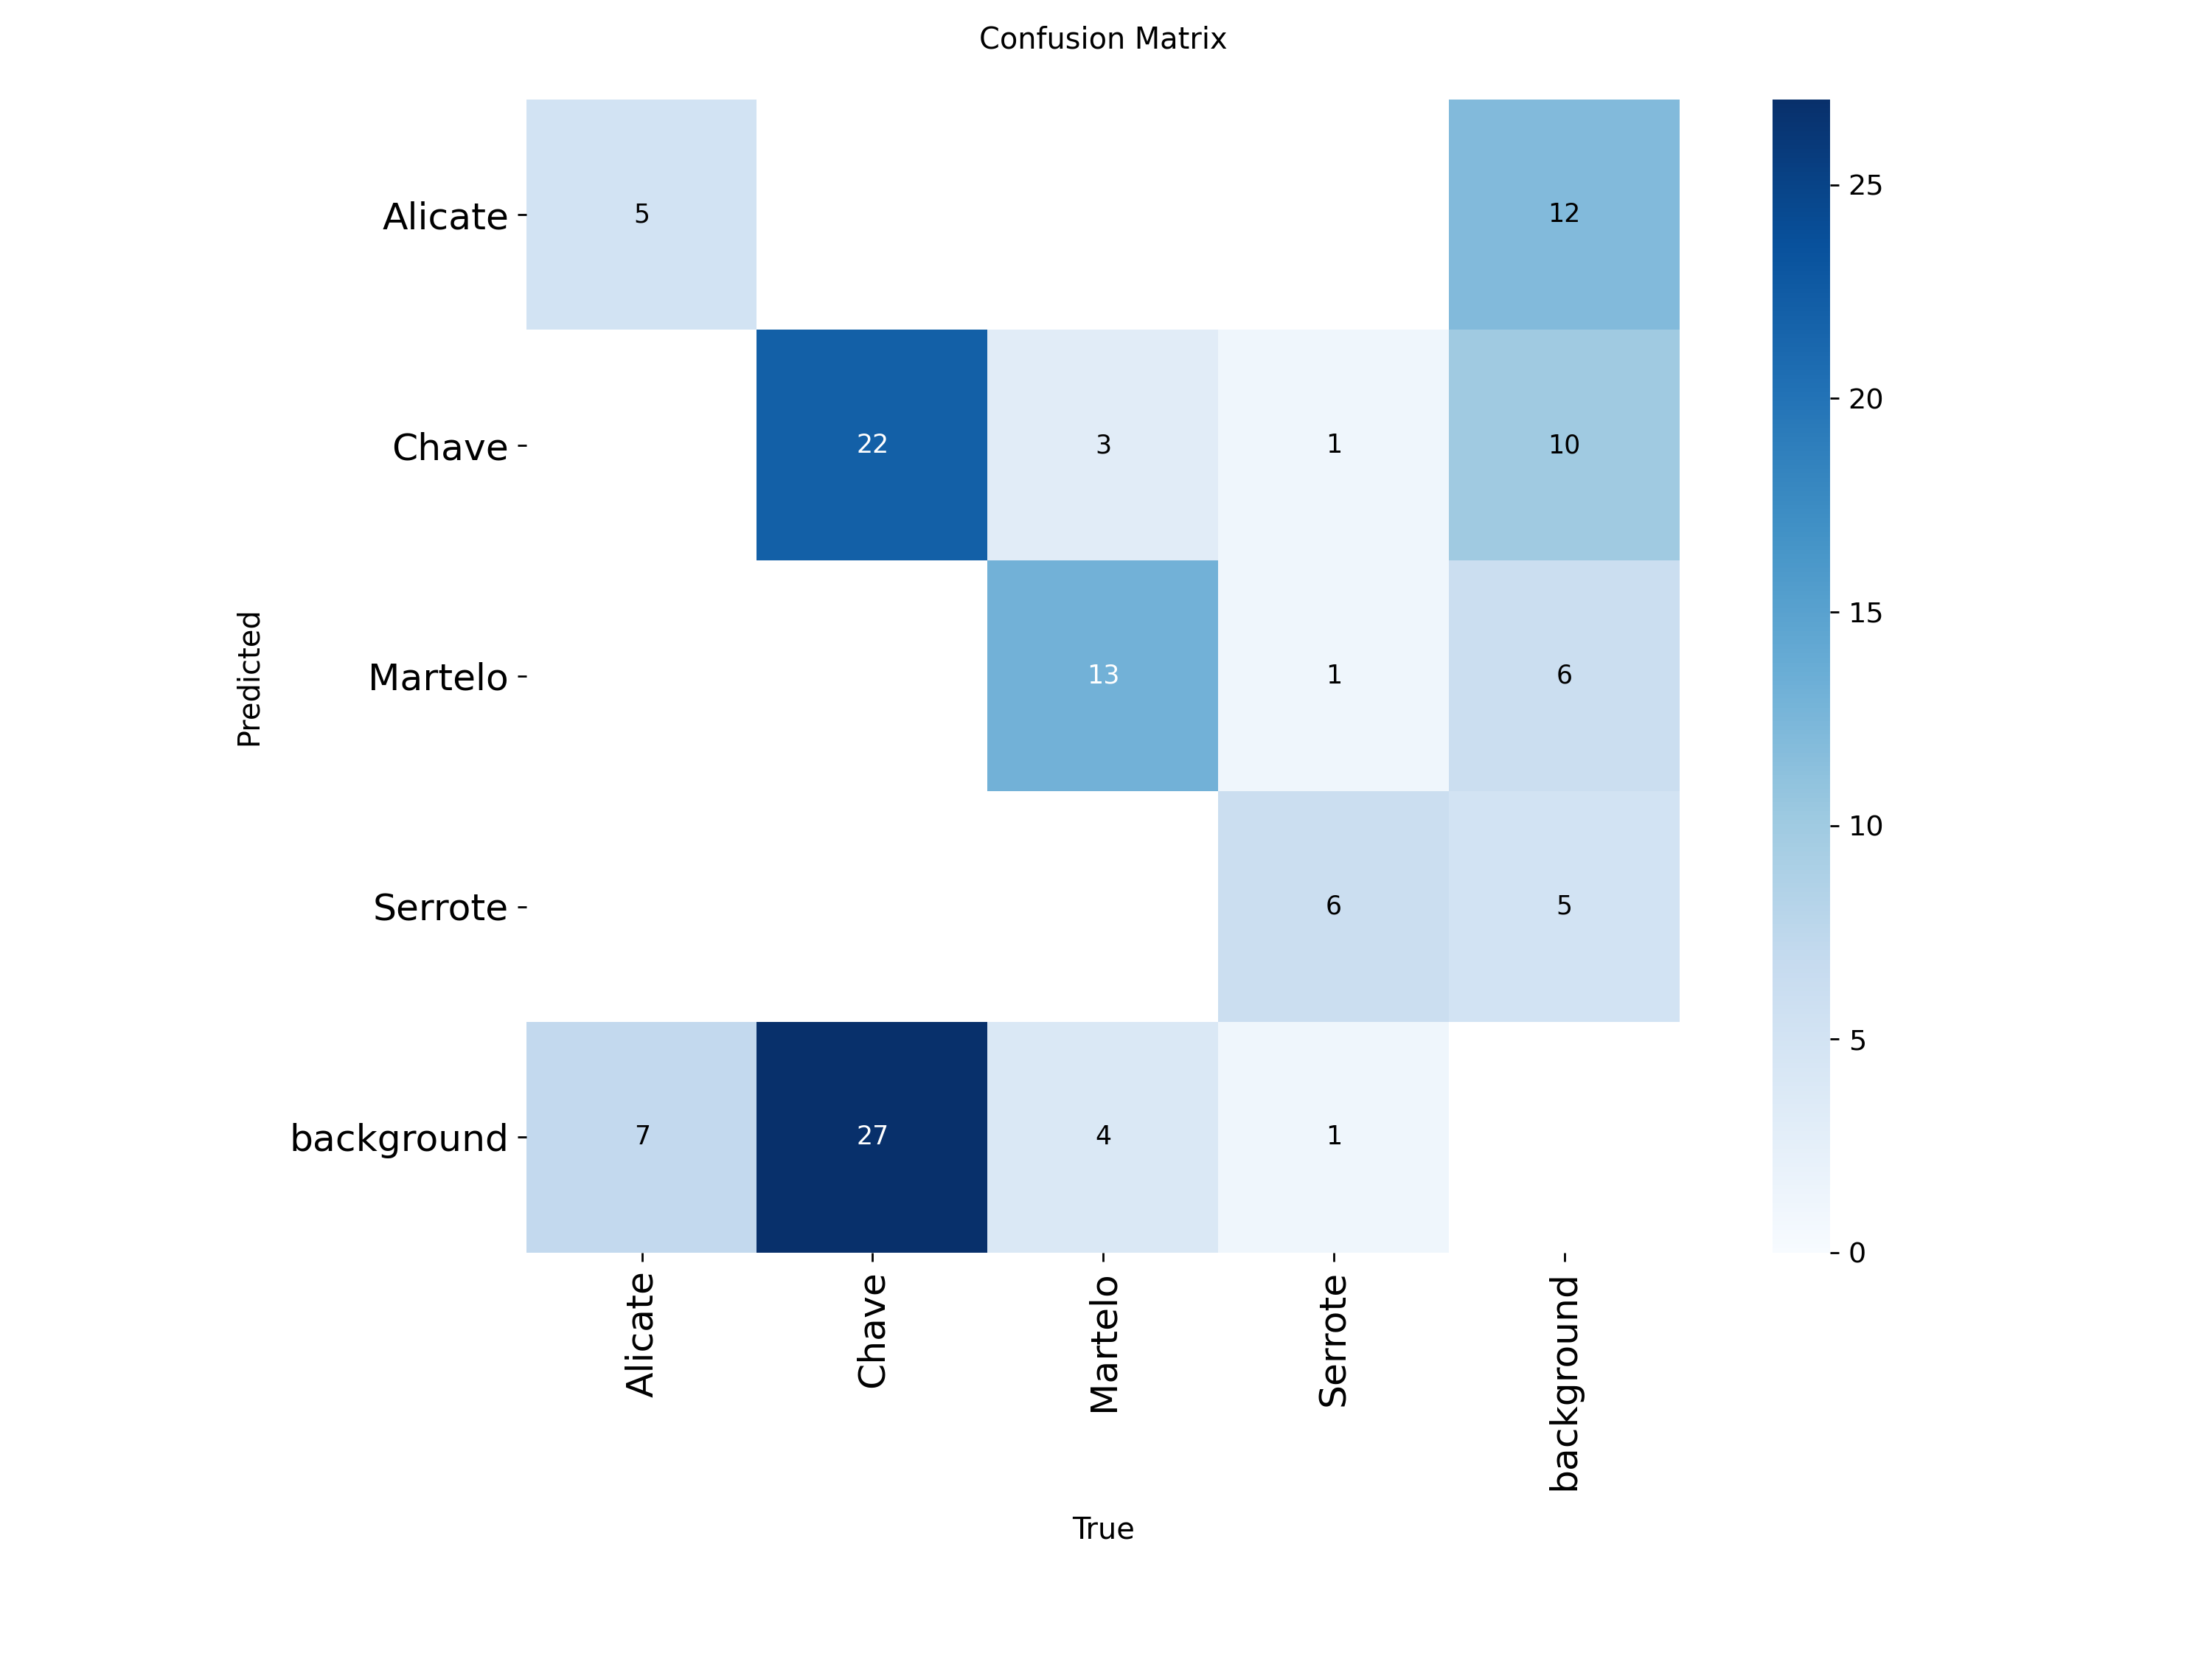 Confusion Matrix
Alicate
5
12
25
Chave
22
3
1
10
20
Predicted
Martelo
13
1
6
15
Serrote
6
5
10
background
7
27
4
1
5
0
Alicate
Chave
Martelo
Serrote
background
True